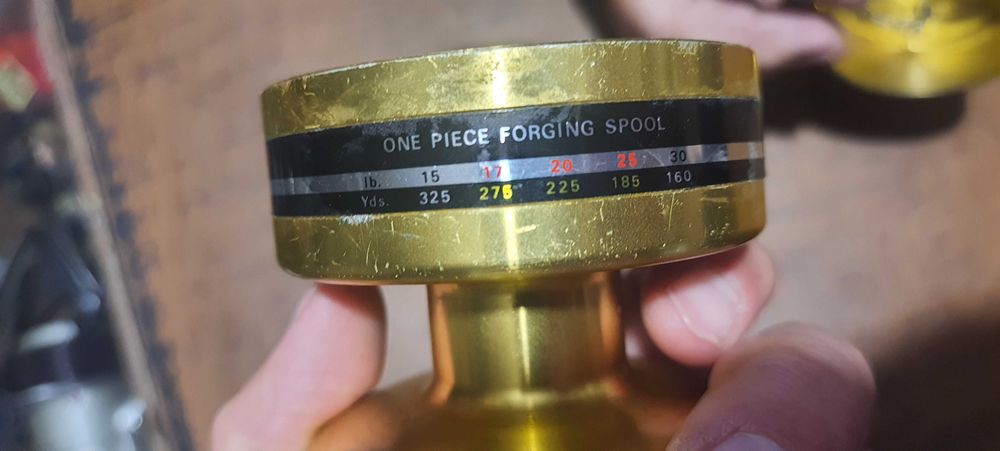 ONE PIECE FORGING SPOOL
lb. 15 17 20 25 30
Yds. 325 275 225 185 160